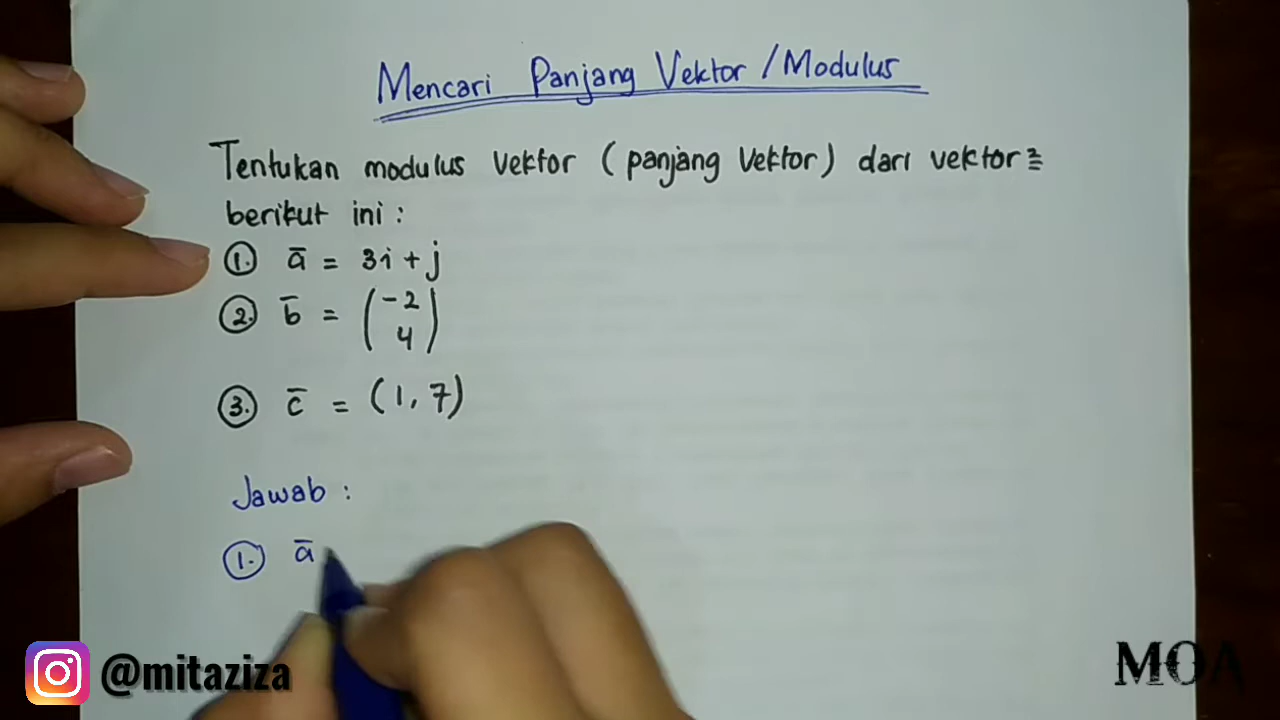 Mencari Panjang Vektor / Modulus
Tentukan modulus vektor (panjang vektor) dari vektor²
berikut ini :
1. a̅ = 3i + j
2. b̅ = (-2
4)
3. c̅ = (1, 7)
Jawab :
1. a̅
@mitaziza
MOA